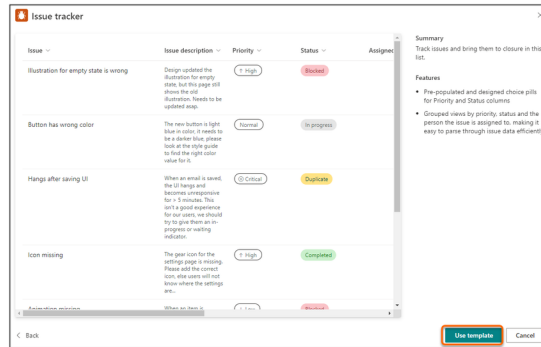 Issue tracker
Issue
Issue description
Priority
Status
Assigned
Illustration for empty state is wrong
Design updated the
illustration for empty
state, but this page still
shows the old
illustration. Needs to be
updated asap.
High
Blocked
Button has wrong color
The new button is light
blue in color, it needs to
be a darker blue, please
look at the style guide
to find the right color
value for it.
Normal
In progress
Hangs after saving UI
When an email is saved,
the UI hangs and
becomes unresponsive
for > 5 minutes. This
isn't a good experience
for our users, we should
try to give them an in-
progress or waiting
indicator.
Critical
Duplicate
Icon missing
The gear icon for the
settings page is missing.
Please add the correct
icon, else users will not
know where the settings
are...
High
Completed
Animation missing
When an item is
Low
Blocked
Summary
Track issues and bring them to closure in this
list.
Features
• Pre-populated and designed choice pills
for Priority and Status columns
• Grouped views by priority, status and the
person the issue is assigned to, making it
easy to parse through issue data efficiently
Back
Use template
Cancel